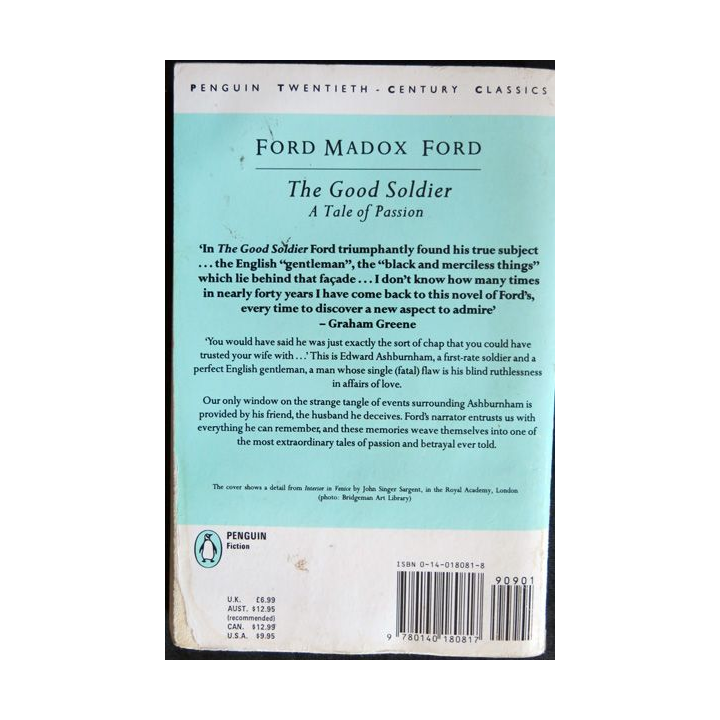 PENGUIN TWENTIETH-CENTURY CLASSICS
FORD MADOX FORD
The Good Soldier
A Tale of Passion
‘In The Good Soldier Ford triumphantly found his true subject
... the English “gentleman”, the “black and merciless things”
which lie behind that façade ... I don’t know how many times
in nearly forty years I have come back to this novel of Ford’s,
every time to discover a new aspect to admire’
– Graham Greene
‘You would have said he was just exactly the sort of chap that you could have
trusted your wife with ...’ This is Edward Ashburnham, a first-rate soldier and a
perfect English gentleman, a man whose single (fatal) flaw is his blind ruthlessness
in affairs of love.
Our only window on the strange tangle of events surrounding Ashburnham is
provided by his friend, the husband he deceives. Ford’s narrator entrusts us with
everything he can remember, and these memories weave themselves into one of
the most extraordinary tales of passion and betrayal ever told.
The cover shows a detail from Interior in Venice by John Singer Sargent, in the Royal Academy, London
(photo: Bridgeman Art Library)
PENGUIN
Fiction
U.K. £6.99
AUST. $12.95
(recommended)
CAN. $12.99
U.S.A. $9.95
ISBN 0-14-018081-8
90901
9 780140 180817